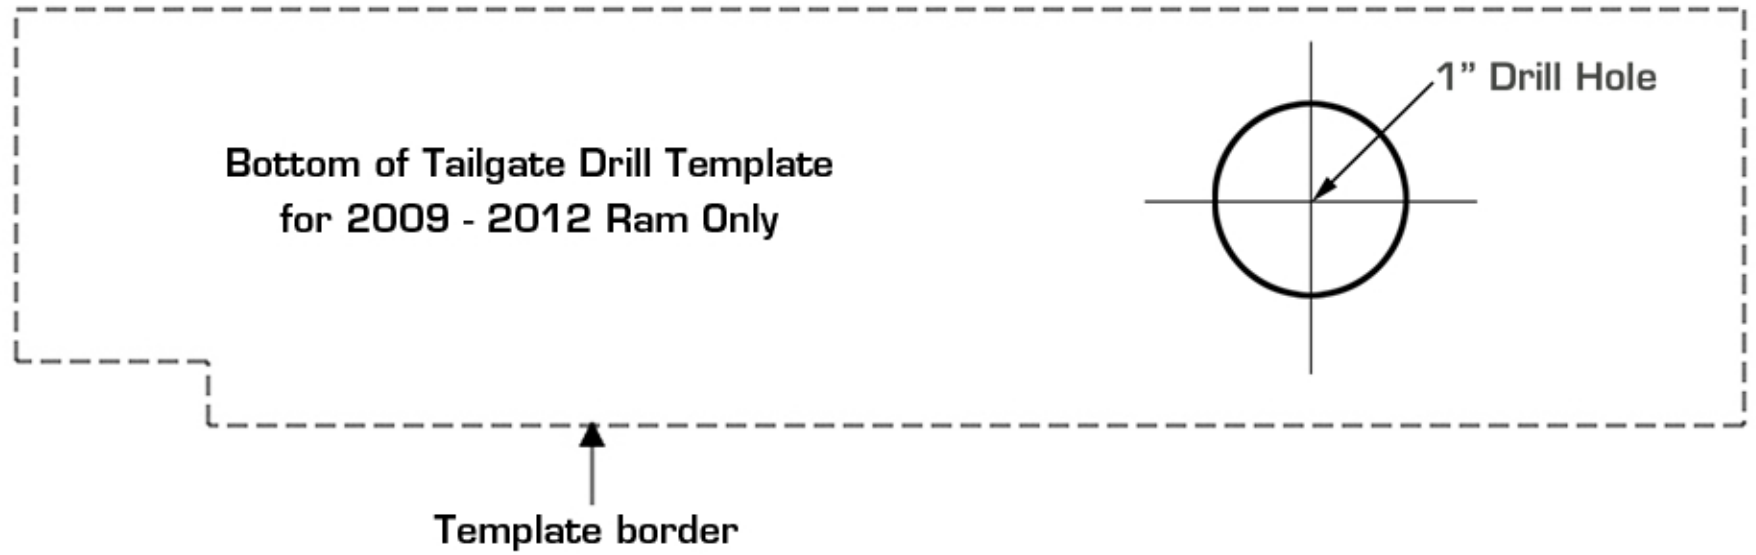 1” Drill Hole
Bottom of Tailgate Drill Template
for 2009 - 2012 Ram Only
Template border